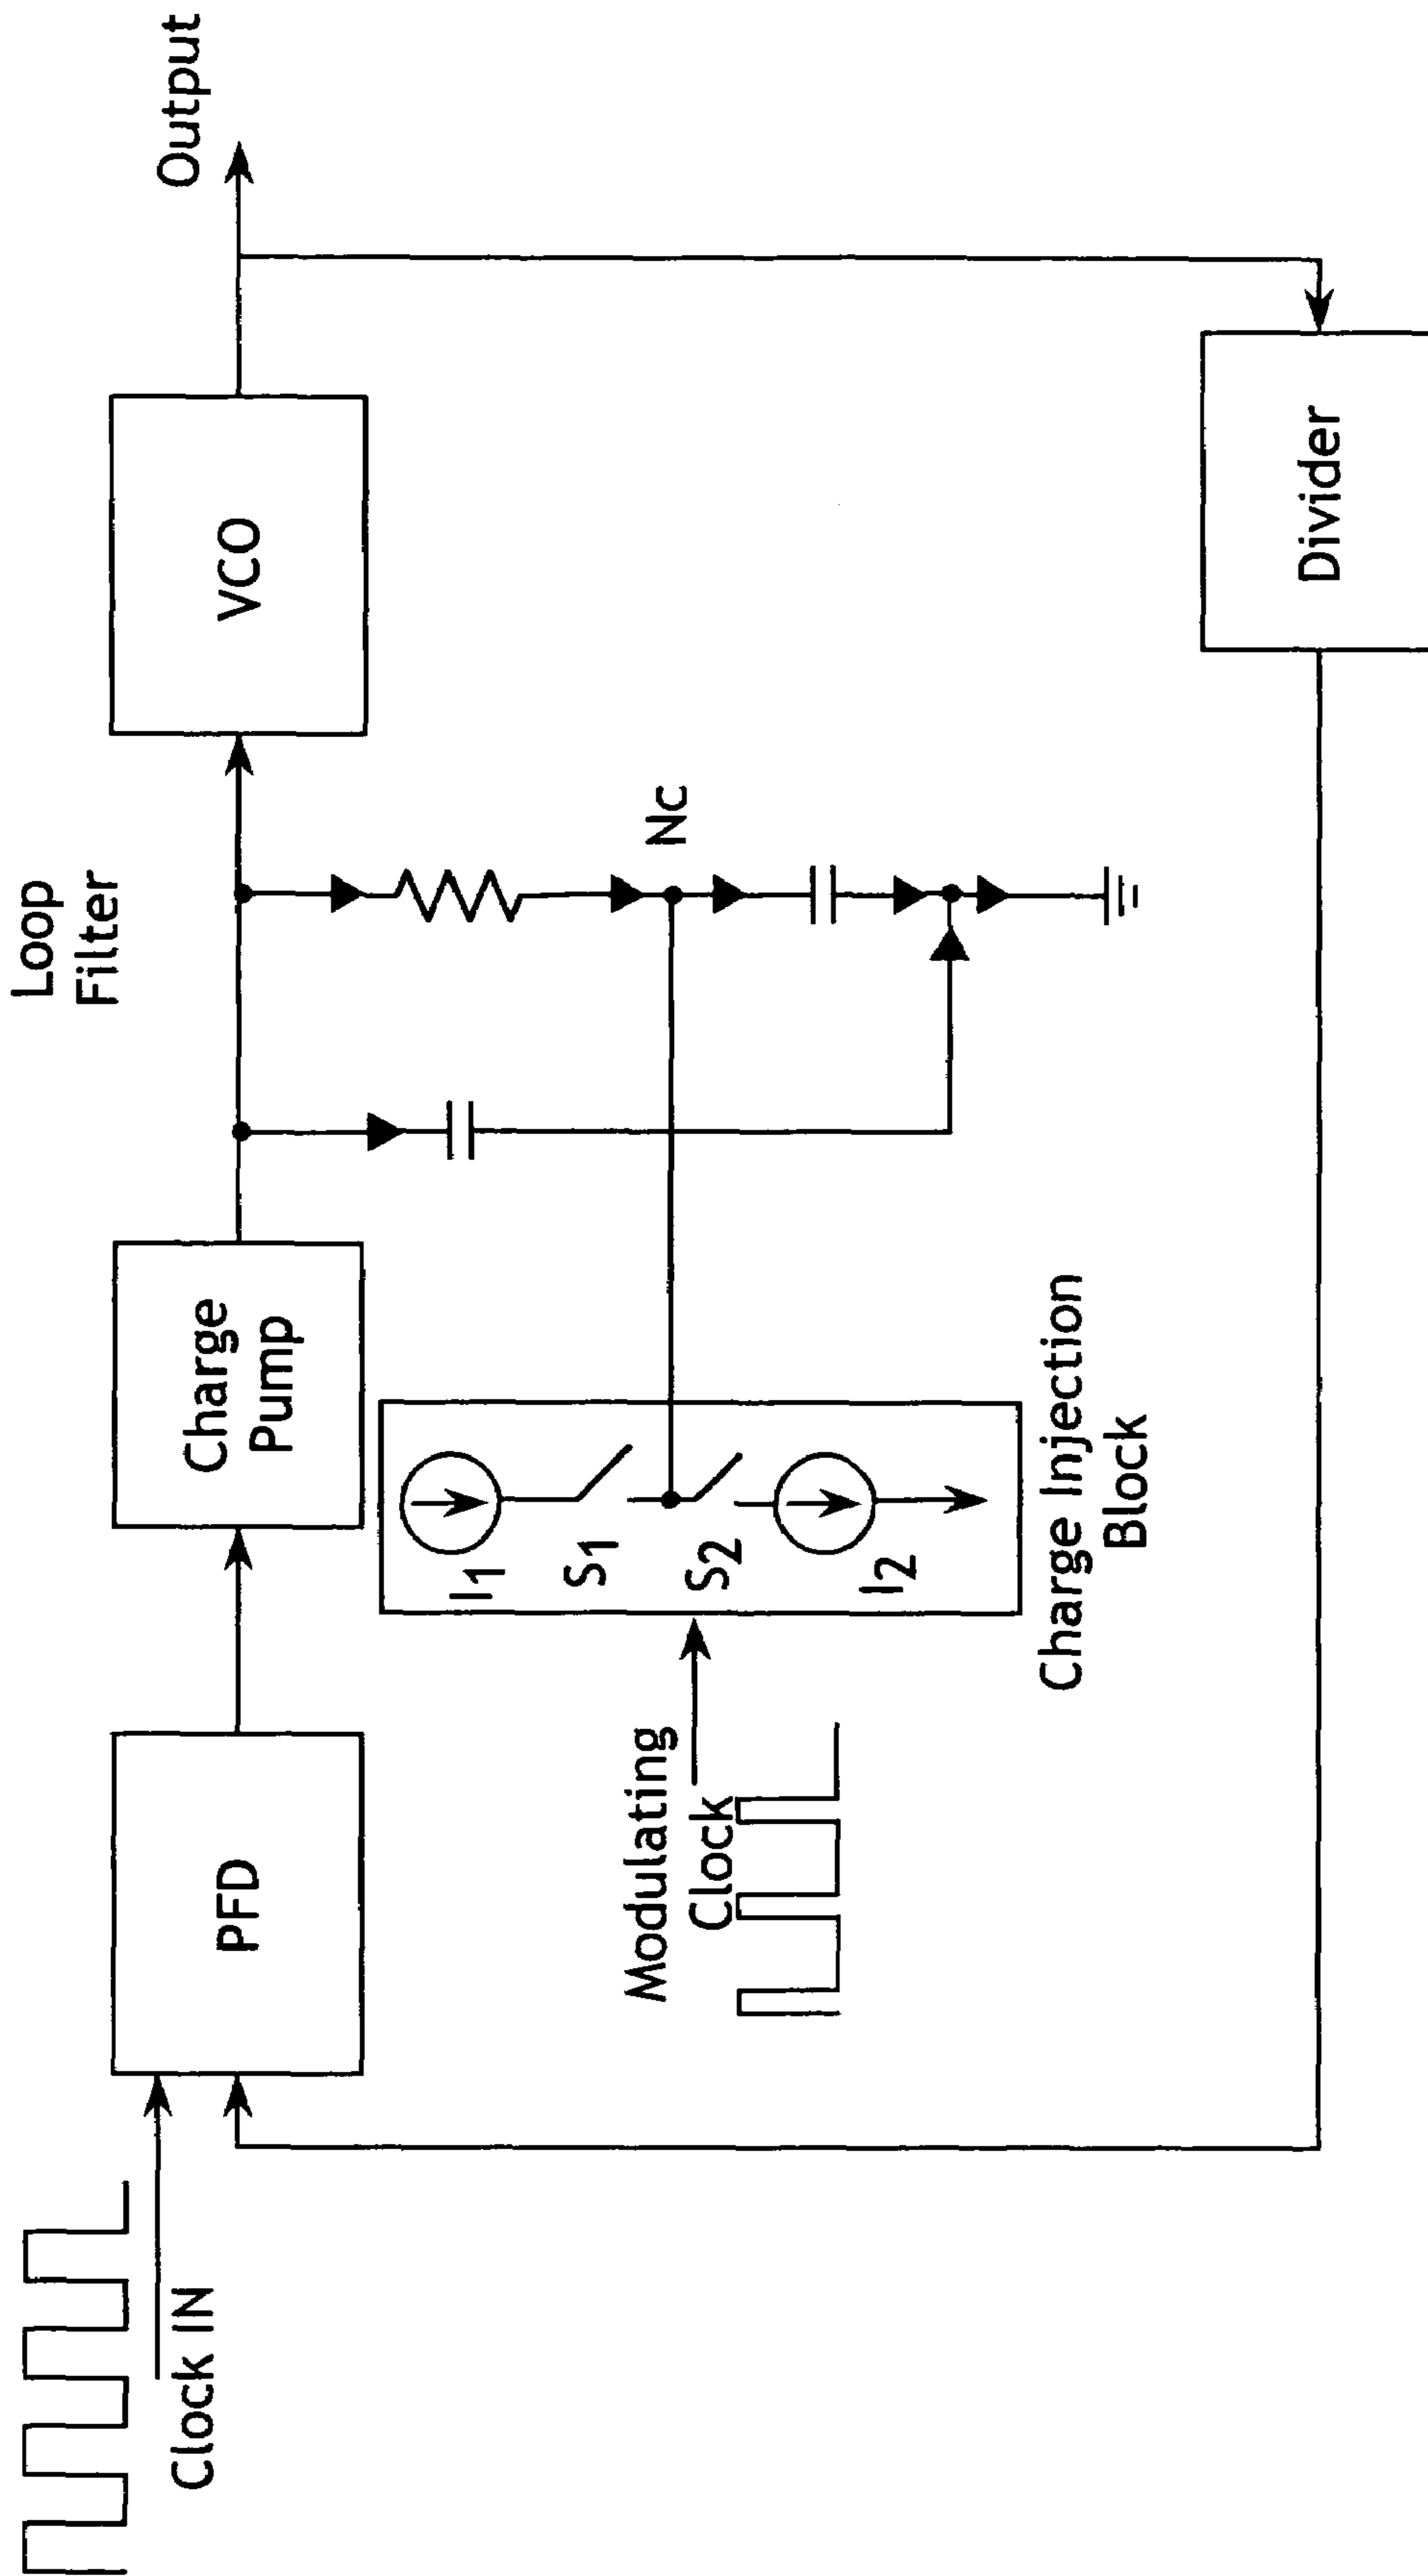 Clock IN
PFD
Charge
Pump
Loop
Filter
VCO
Output
Modulating
Clock
I1
S1
S2
I2
Nc
Charge Injection
Block
Divider